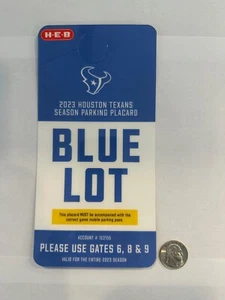 H-E-B
2023 HOUSTON TEXANS
SEASON PARKING PLACARD
BLUE
LOT
This placard MUST be accompanied with the
correct game mobile parking pass
ACCOUNT #
PLEASE USE GATES 6, 8 & 9
VALID FOR THE ENTIRE 2023 SEASON